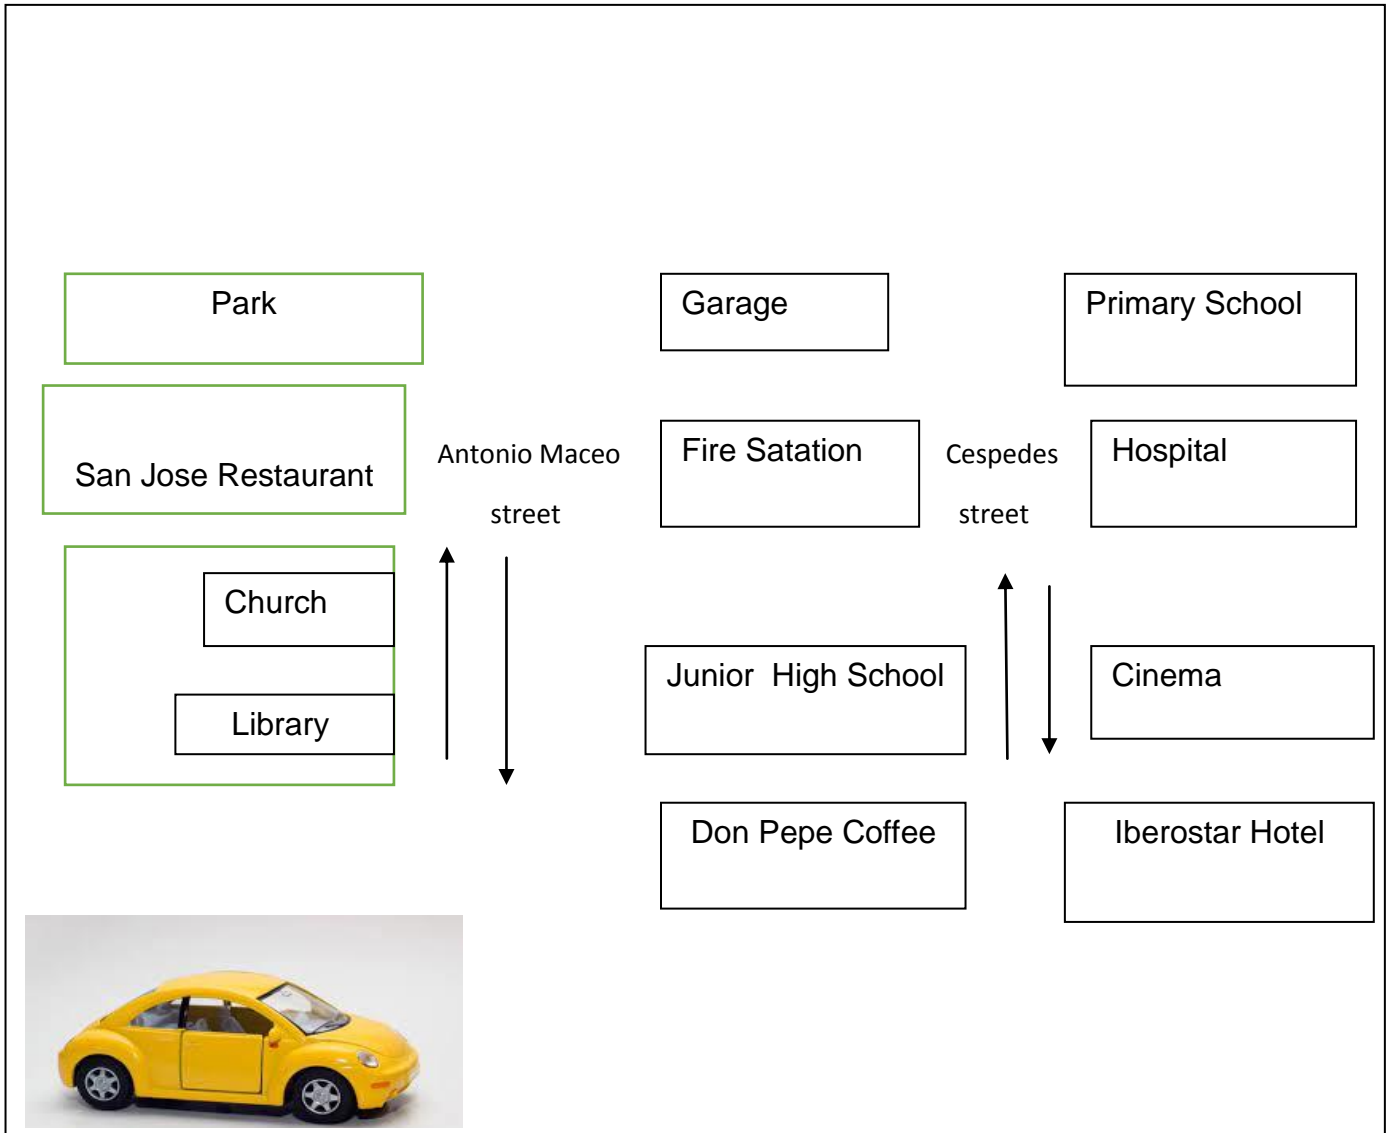 Park
Garage
Primary School
San Jose Restaurant
Antonio Maceo
street
Fire Satation
Cespedes
street
Hospital
Church
Library
Junior  High School
Cinema
Don Pepe Coffee
Iberostar Hotel